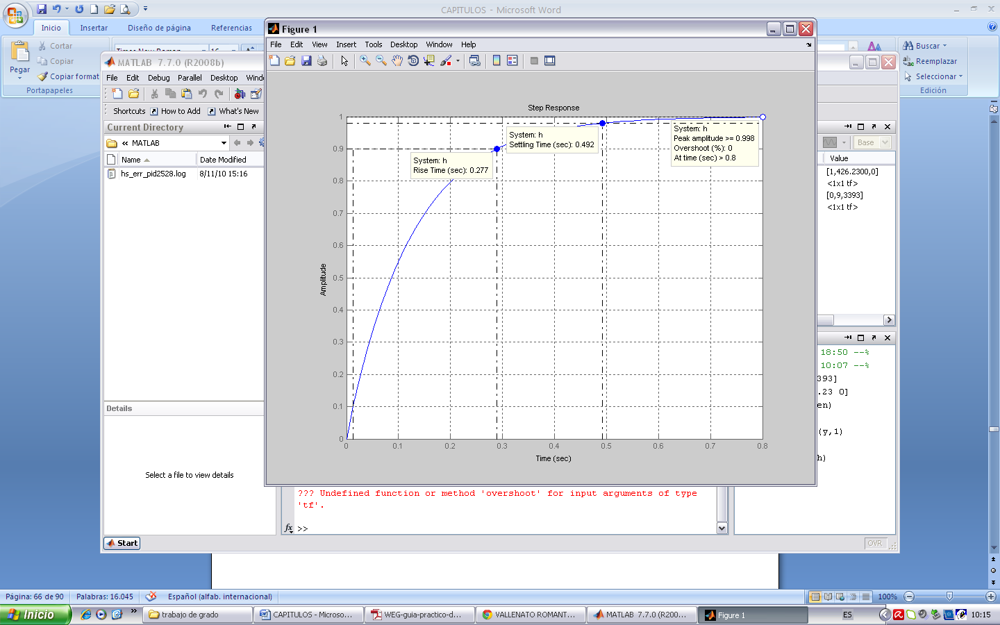 CAPITULOS - Microsoft Word
Inicio
Insertar
Diseño de página
Referencias
Pegar
Cortar
Copiar
Copiar format
Portapapeles
Buscar
Reemplazar
Seleccionar
Edición
MATLAB 7.7.0 (R2008b)
File Edit Debug Parallel Desktop Wind
Shortcuts How to Add What's New
Current Directory
« MATLAB
Name Date Modified
hs_err_pid2528.log 8/11/10 15:16
Details
Select a file to view details
Start
Figure 1
File Edit View Insert Tools Desktop Window Help
Step Response
System: h
Settling Time (sec): 0.492
System: h
Peak amplitude >= 0.998
Overshoot (%): 0
At time (sec) > 0.8
System: h
Rise Time (sec): 0.277
Amplitude
1
0.9
0.8
0.7
0.6
0.5
0.4
0.3
0.2
0.1
0
0 0.1 0.2 0.3 0.4 0.5 0.6 0.7 0.8
Time (sec)
Base
Value
[1,426.2300,0]
<1x1 tf>
[0,9,3393]
<1x1 tf>
18:50 --%
10:07 --%
393]
.23 0]
en)
(y,1)
h)
??? Undefined function or method 'overshoot' for input arguments of type
'tf'.
fx >>
OVR
Página: 66 de 90 Palabras: 16.045 Español (alfab. internacional) 100%
Inicio
trabajo de grado
CAPITULOS - Microso...
WEG-guia-practico-d...
VALLENATO ROMANT...
MATLAB 7.7.0 (R200...
Figure 1
ES
10:15